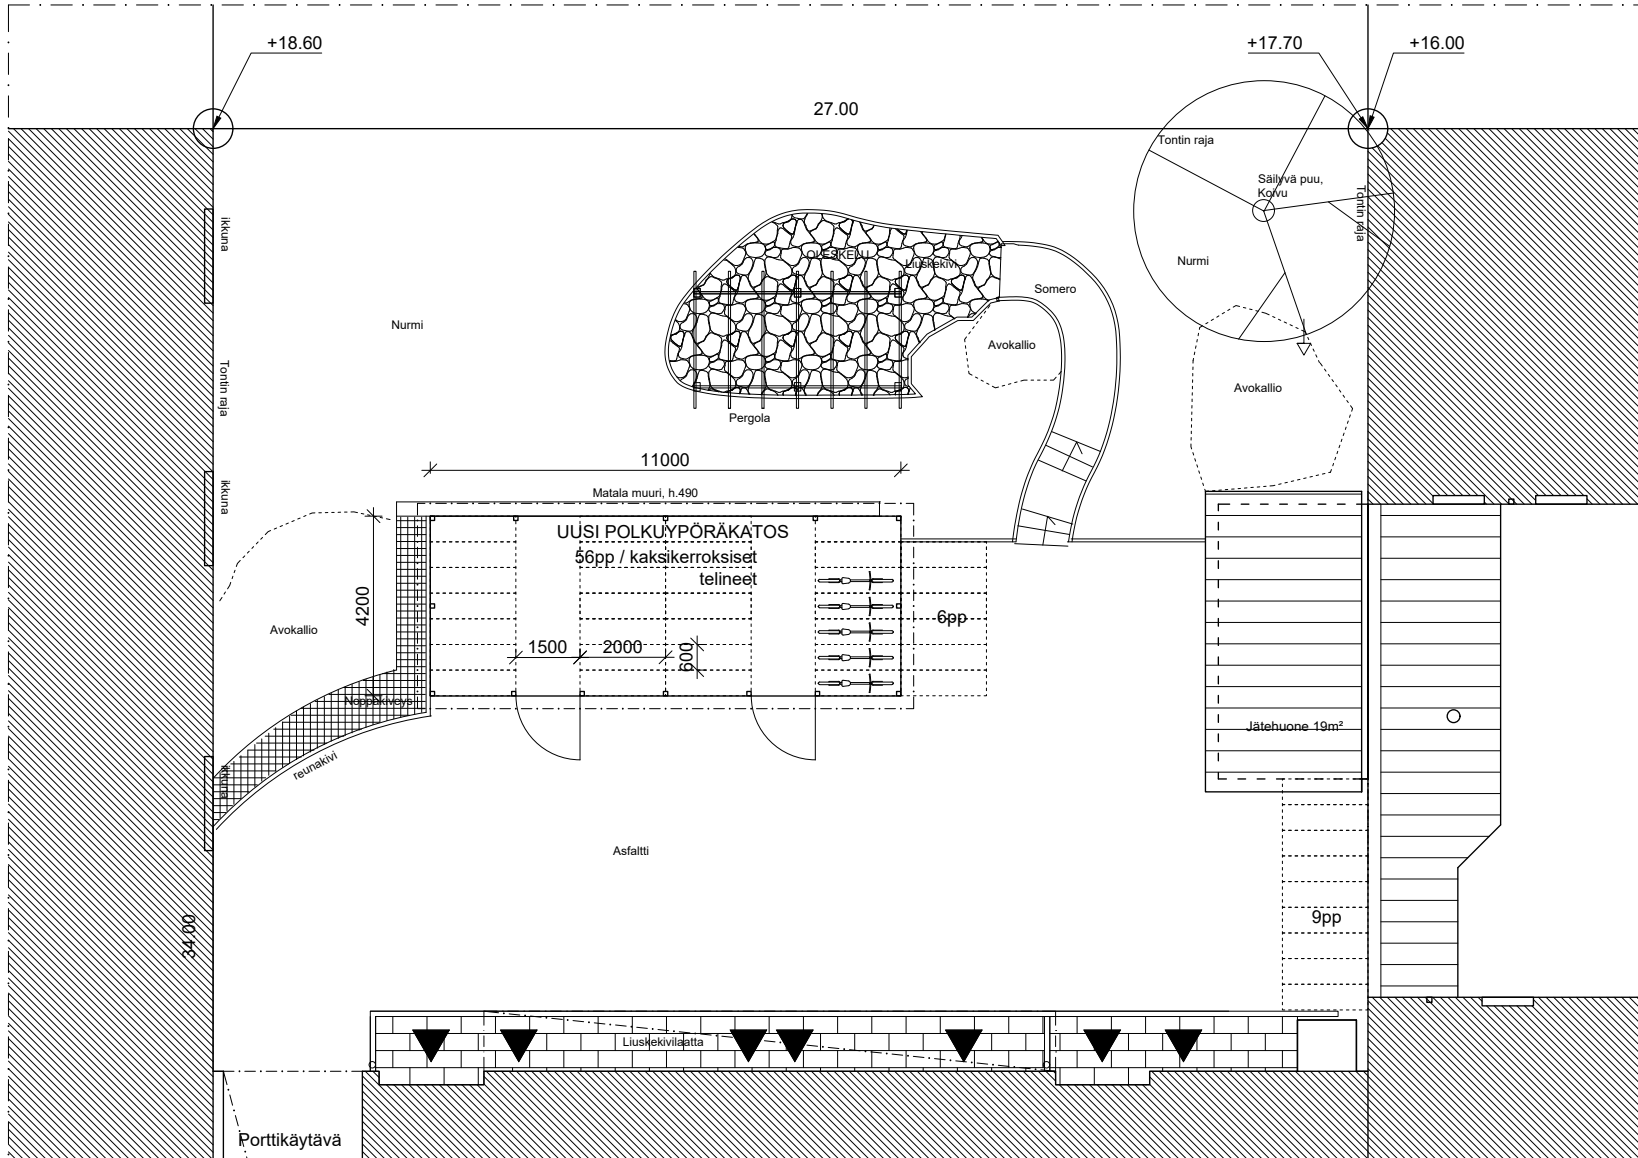 +18.60
+17.70
+16.00
27.00
Tontin raja
Säilyvä puu,
Koivu
Tontin raja
ikkuna
OLESKELU
Liuskekivi
Nurmi
Somero
Nurmi
Avokallio
Avokallio
Tontin raja
Pergola
11000
ikkuna
Matala muuri, h.490
UUSI POLKUYPÖRÄKATOS
56pp / kaksikerroksiset
telineet
4200
6pp
Avokallio
1500
2000
600
Noppakiveys
Jätehuone 19m²
reunakivi
ikkuna
Asfaltti
34.00
9pp
Liuskekivilaatta
Porttikäytävä